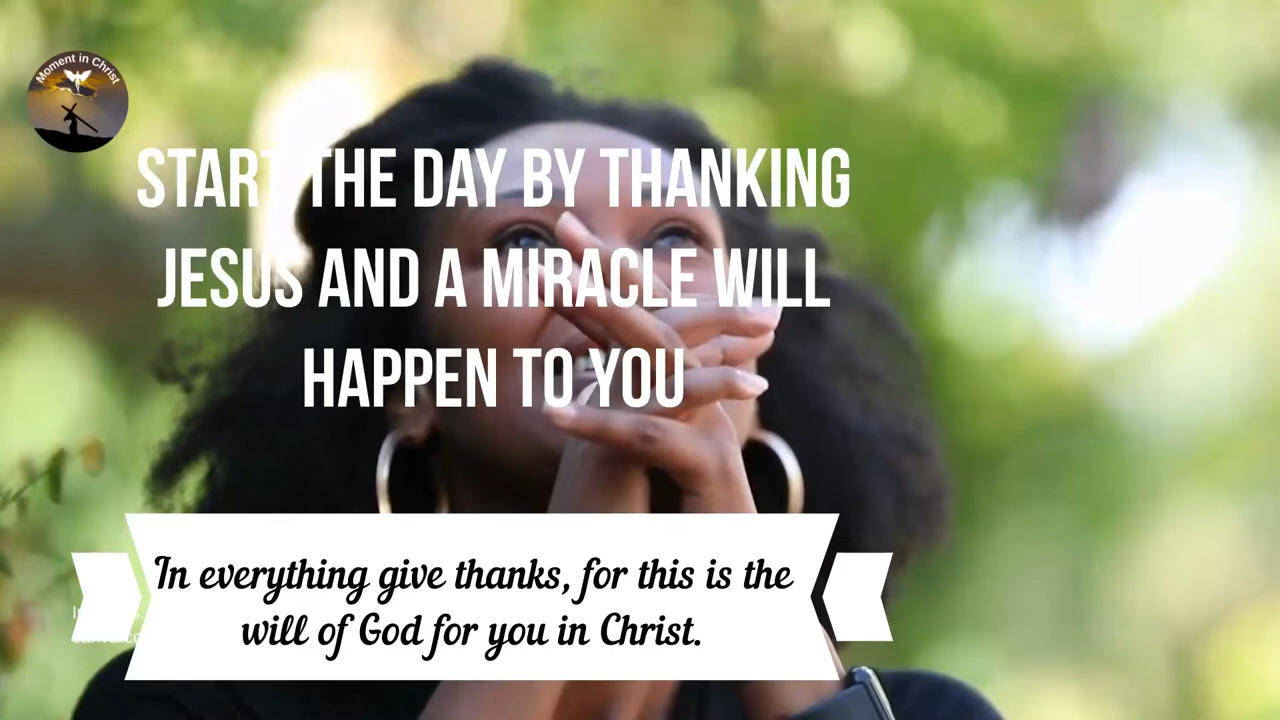 Moment in Christ
START THE DAY BY THANKING
JESUS AND A MIRACLE WILL
HAPPEN TO YOU
In everything give thanks, for this is the
will of God for you in Christ.